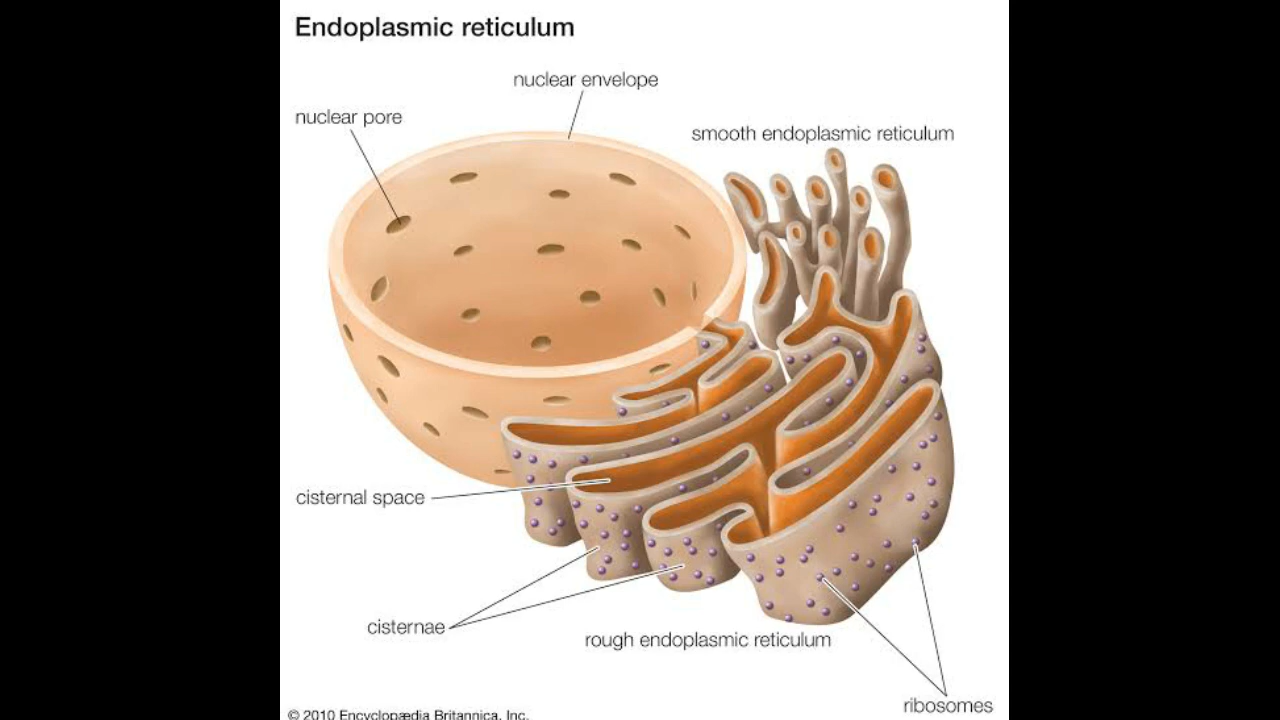 Endoplasmic reticulum
nuclear envelope
nuclear pore
smooth endoplasmic reticulum
cisternal space
cisternae
rough endoplasmic reticulum
ribosomes
© 2010 Encyclopædia Britannica, Inc.